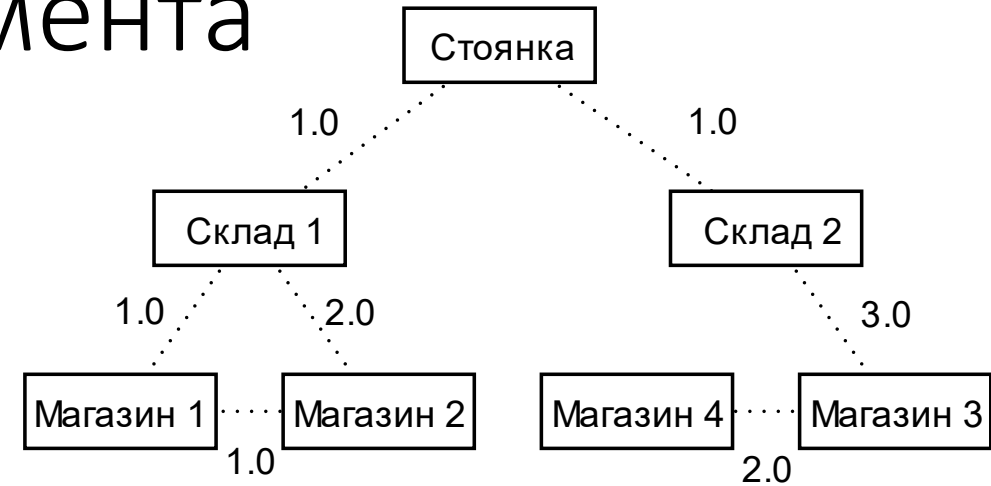 мента
Стоянка
1.0
1.0
Склад 1
Склад 2
1.0
2.0
3.0
Магазин 1
Магазин 2
Магазин 4
Магазин 3
1.0
2.0